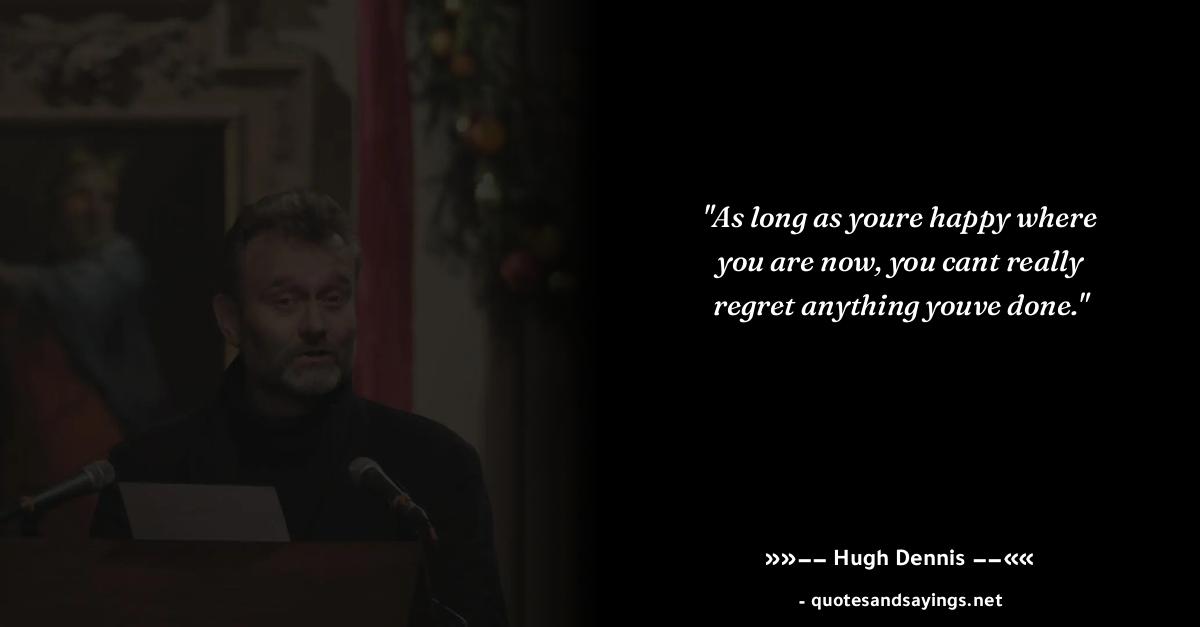 "As long as youre happy where
you are now, you cant really
regret anything youve done."
»»−− Hugh Dennis −−««
- quotesandsayings.net